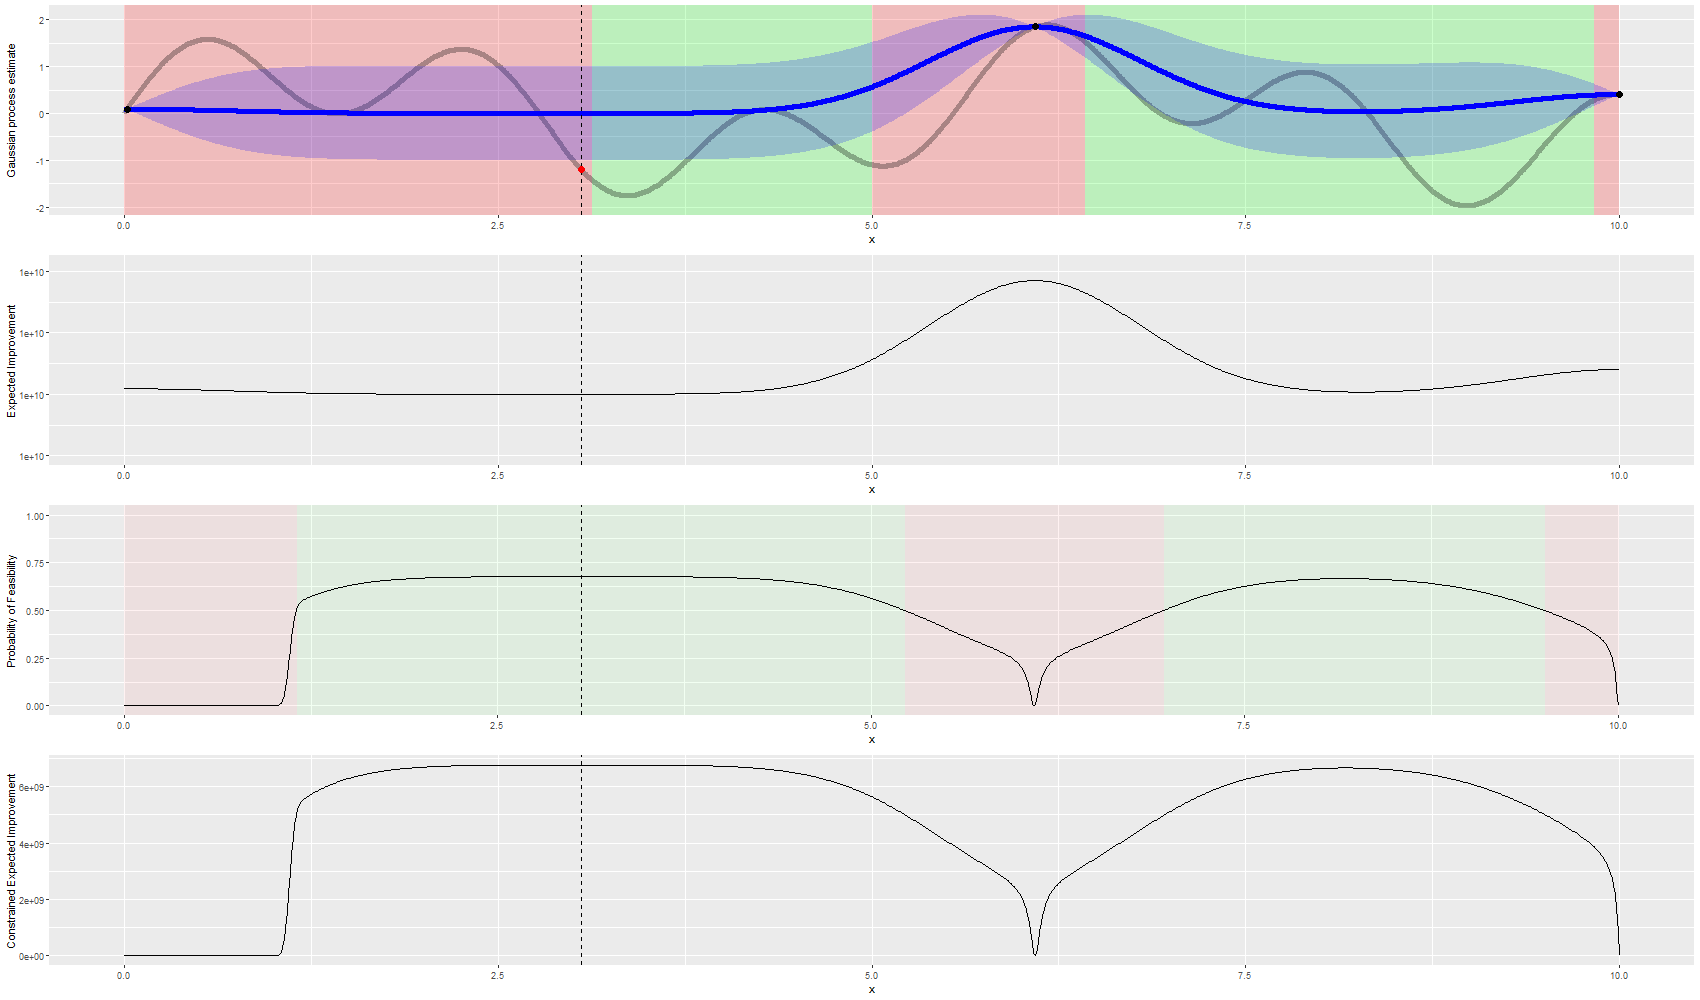 Gaussian process estimate
2
1
0
-1
-2
0.0 2.5 5.0 7.5 10.0
x
Expected Improvement
1e+10
1e+10
1e+10
1e+10
0.0 2.5 5.0 7.5 10.0
x
Probability of Feasibility
1.00
0.75
0.50
0.25
0.00
0.0 2.5 5.0 7.5 10.0
x
Constrained Expected Improvement
6e+09
4e+09
2e+09
0e+00
0.0 2.5 5.0 7.5 10.0
x